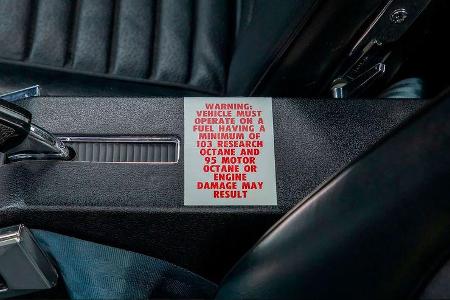 WARNING:
VEHICLE MUST
OPERATE ON A
FUEL HAVING A
MINIMUM OF
103 RESEARCH
OCTANE AND
95 MOTOR
OCTANE OR
ENGINE
DAMAGE MAY
RESULT